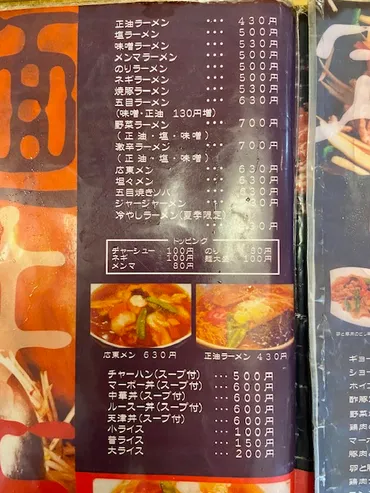 正油ラーメン ・・・ 430円
塩ラーメン ・・・ 500円
味噌ラーメン ・・・ 530円
メンマラーメン ・・・ 500円
のりラーメン ・・・ 500円
ネギラーメン ・・・ 500円
焼豚ラーメン ・・・ 530円
五目ラーメン ・・・ 630円
(味噌・正油 130円増)
野菜ラーメン ・・・ 700円
(正油・塩・味噌)
激辛ラーメン ・・・ 700円
(正油・塩・味噌)
広東メン ・・・ 630円
坦々メン ・・・ 630円
五目焼きソバ ・・・ 630円
ジャージャーメン ・・・ 630円
冷やしラーメン(夏季限定)
トッピング
チャーシュー 100円 のり 60円
ネギ 100円 麺大盛 100円
メンマ 80円
広東メン 630円
正油ラーメン 430円
チャーハン(スープ付) ・・・ 500円
マーボー丼(スープ付) ・・・ 600円
中華丼(スープ付) ・・・ 600円
ルースー丼(スープ付) ・・・ 600円
天津丼(スープ付) ・・・ 600円
小ライス ・・・ 100円
普ライス ・・・ 150円
大ライス ・・・ 200円